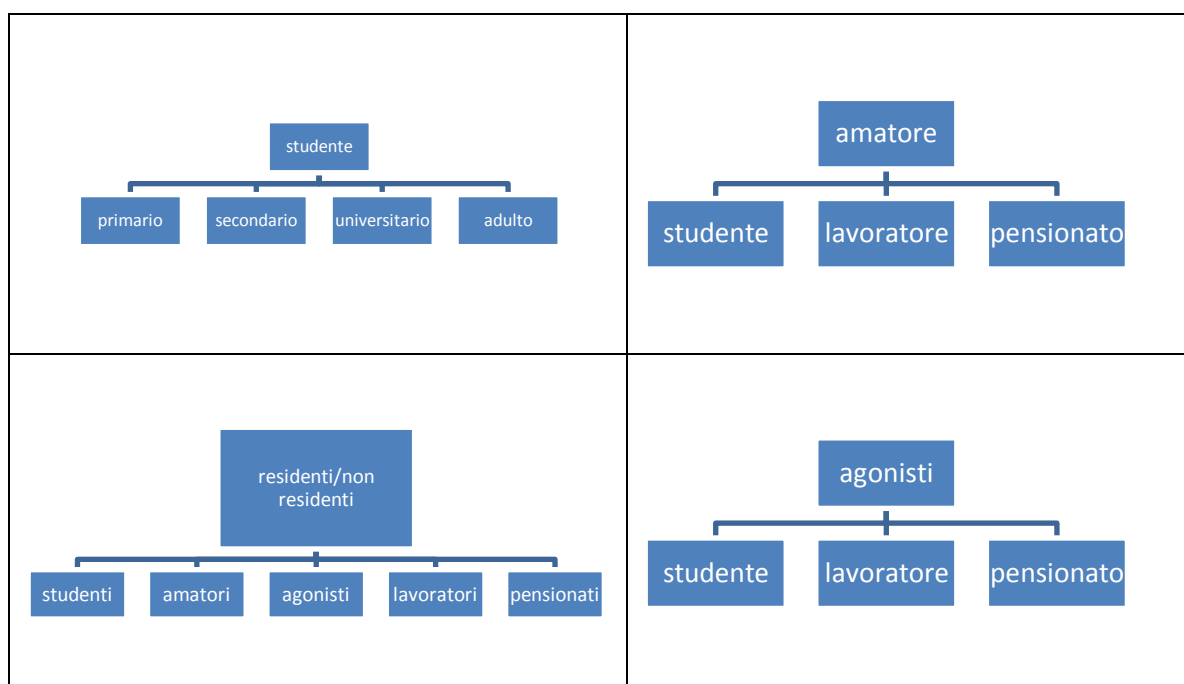 studente
primario
secondario
universitario
adulto
amatore
studente
lavoratore
pensionato
residenti/non
residenti
studenti
amatori
agonisti
lavoratori
pensionati
agonisti
studente
lavoratore
pensionato